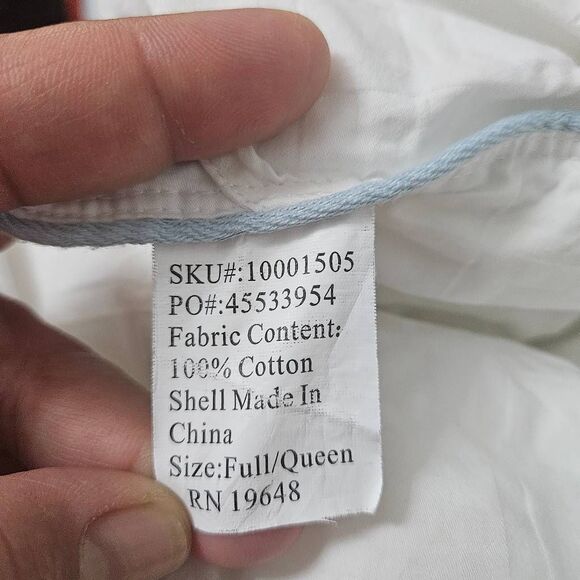 SKU#:10001505
PO#:45533954
Fabric Content:
100% Cotton
Shell Made In
China
Size:Full/Queen
RN 19648